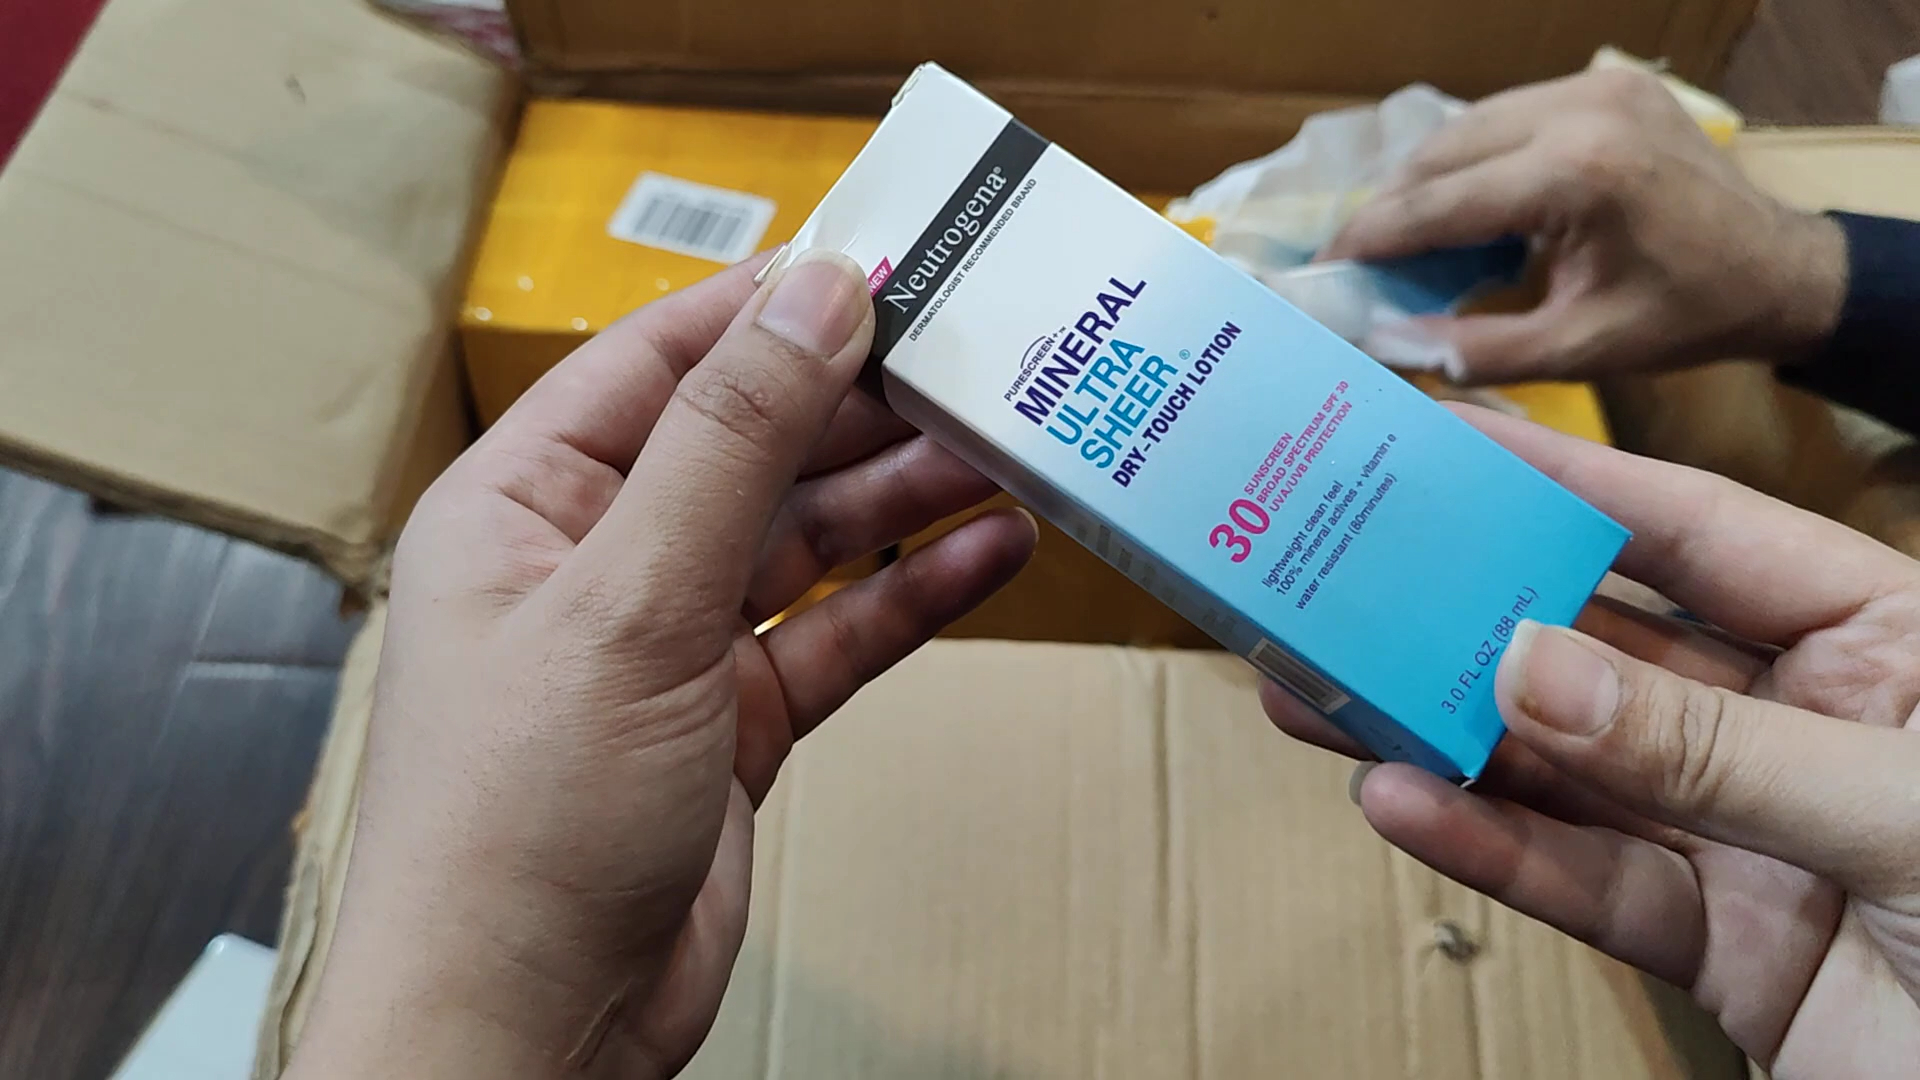 NEW
Neutrogena®
DERMATOLOGIST RECOMMENDED BRAND
PURESCREEN+™
MINERAL
ULTRA
SHEER®
DRY-TOUCH LOTION
30
SUNSCREEN
BROAD SPECTRUM SPF 30
UVA/UVB PROTECTION
lightweight clean feel
100% mineral actives + vitamin e
water resistant (80minutes)
3.0 FL OZ (88 mL)